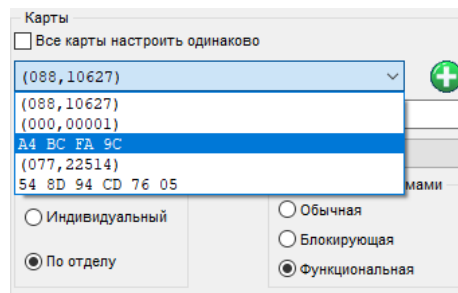 Карты
Все карты настроить одинаково
(088,10627)
(088,10627)
(000,00001)
A4 BC FA 9C
(077,22514)
54 8D 94 CD 76 05
мами
Индивидуальный
Обычная
Блокирующая
По отделу
Функциональная